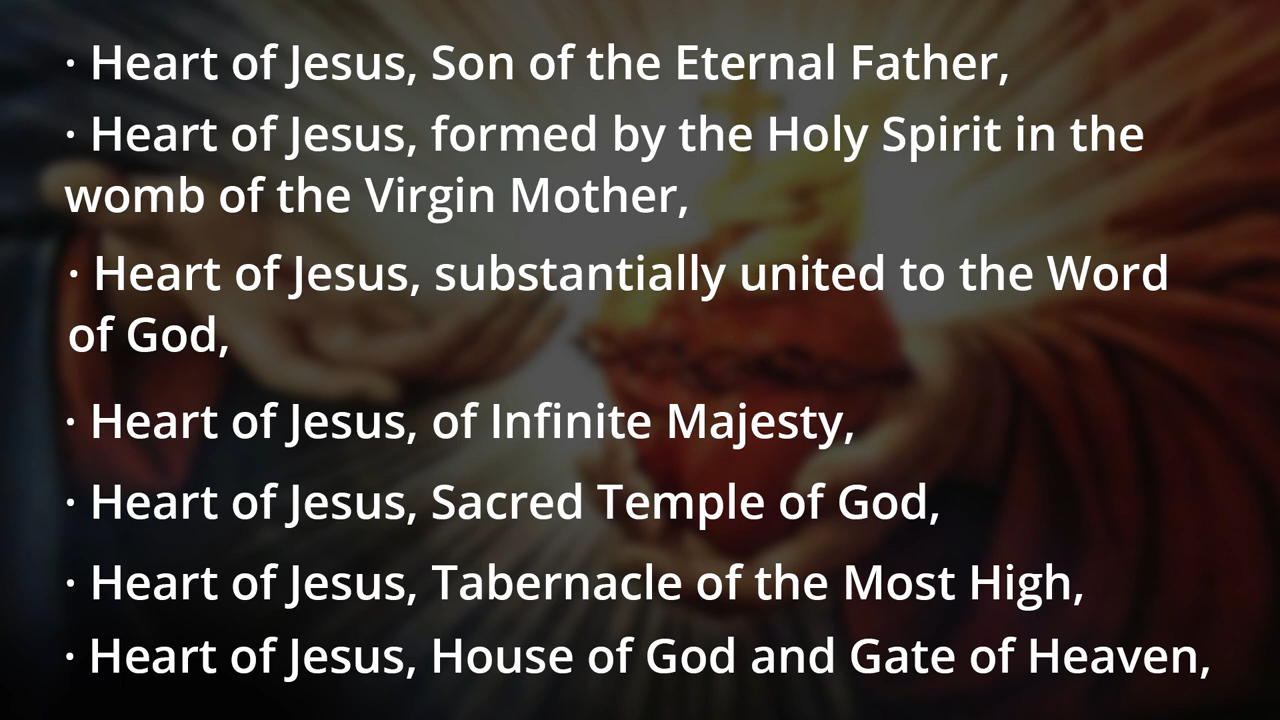 · Heart of Jesus, Son of the Eternal Father,
· Heart of Jesus, formed by the Holy Spirit in the
womb of the Virgin Mother,
· Heart of Jesus, substantially united to the Word
of God,
· Heart of Jesus, of Infinite Majesty,
· Heart of Jesus, Sacred Temple of God,
· Heart of Jesus, Tabernacle of the Most High,
· Heart of Jesus, House of God and Gate of Heaven,